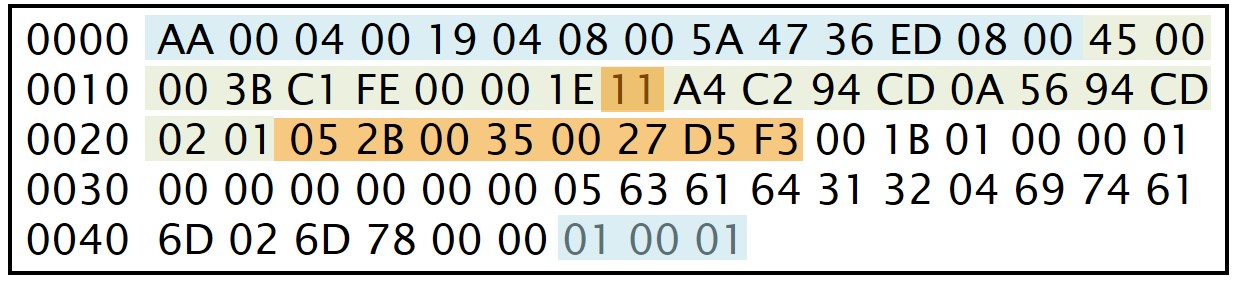 0000 AA 00 04 00 19 04 08 00 5A 47 36 ED 08 00 45 00
0010 00 3B C1 FE 00 00 1E 11 A4 C2 94 CD 0A 56 94 CD
0020 02 01 05 2B 00 35 00 27 D5 F3 00 1B 01 00 00 01
0030 00 00 00 00 00 00 05 63 61 64 31 32 04 69 74 61
0040 6D 02 6D 78 00 00 01 00 01